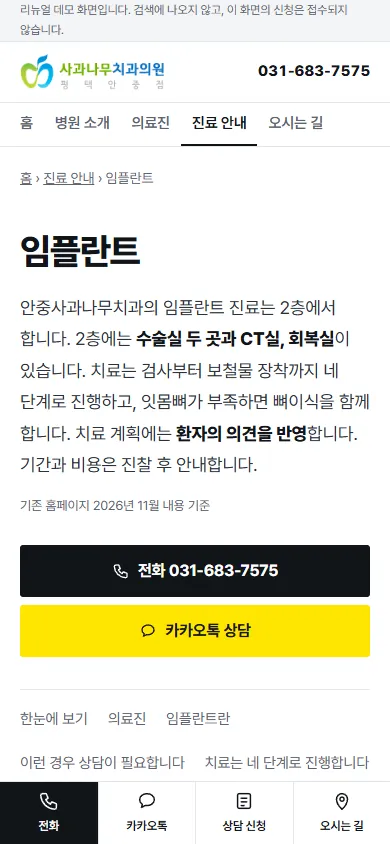 리뉴얼 데모 화면입니다. 검색에 나오지 않고, 이 화면의 신청은 접수되지
않습니다.
사과나무치과의원
평택안중점
031-683-7575
홈 병원 소개 의료진 진료 안내 오시는 길
홈 › 진료 안내 › 임플란트
임플란트
안중사과나무치과의 임플란트 진료는 2층에서
합니다. 2층에는 수술실 두 곳과 CT실, 회복실이
있습니다. 치료는 검사부터 보철물 장착까지 네
단계로 진행하고, 잇몸뼈가 부족하면 뼈이식을 함께
합니다. 치료 계획에는 환자의 의견을 반영합니다.
기간과 비용은 진찰 후 안내합니다.
기존 홈페이지 2026년 11월 내용 기준
전화 031-683-7575
카카오톡 상담
한눈에 보기 의료진 임플란트란
이런 경우 상담이 필요합니다 치료는 네 단계로 진행합니다
전화 카카오톡 상담 신청 오시는 길